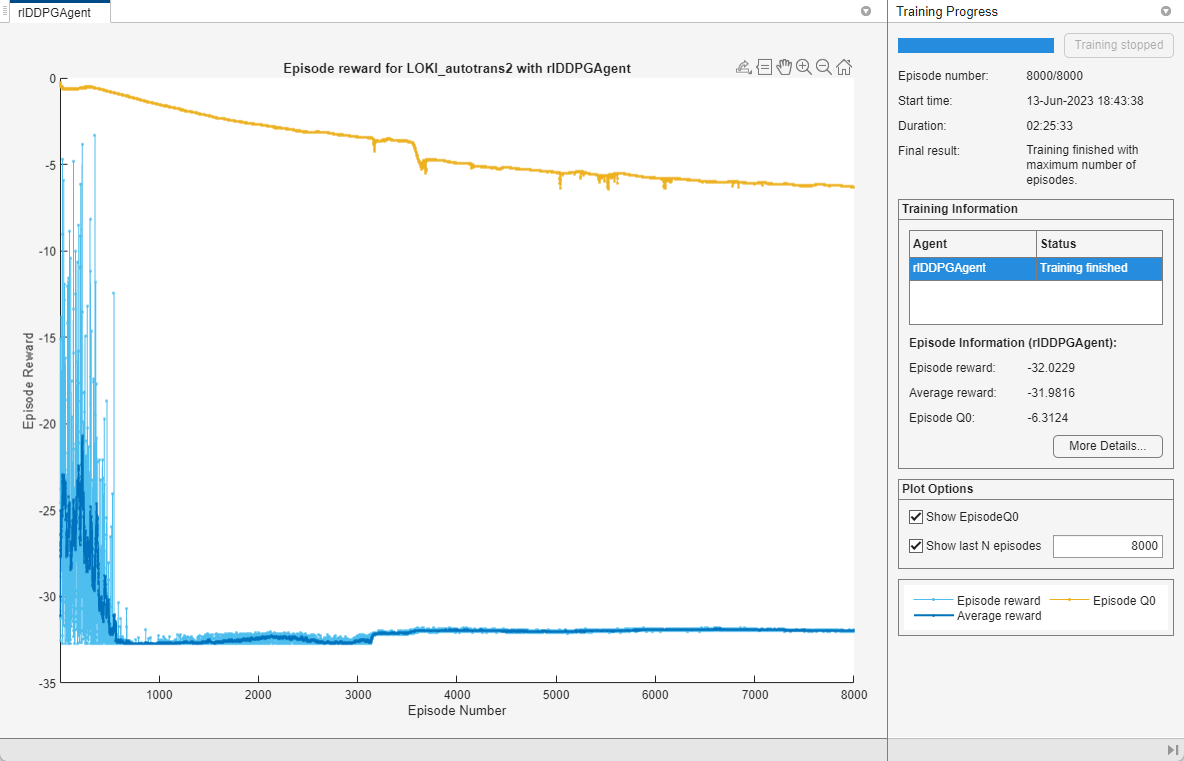 rlDDPGAgent
Episode reward for LOKI_autotrans2 with rlDDPGAgent
0
-5
-10
-15
-20
-25
-30
-35
Episode Reward
1000 2000 3000 4000 5000 6000 7000 8000
Episode Number
Training Progress
Training stopped
Episode number: 8000/8000
Start time: 13-Jun-2023 18:43:38
Duration: 02:25:33
Final result: Training finished with
maximum number of
episodes.
Training Information
Agent Status
rlDDPGAgent Training finished
Episode Information (rlDDPGAgent):
Episode reward: -32.0229
Average reward: -31.9816
Episode Q0: -6.3124
More Details...
Plot Options
Show EpisodeQ0
Show last N episodes 8000
Episode reward Episode Q0
Average reward